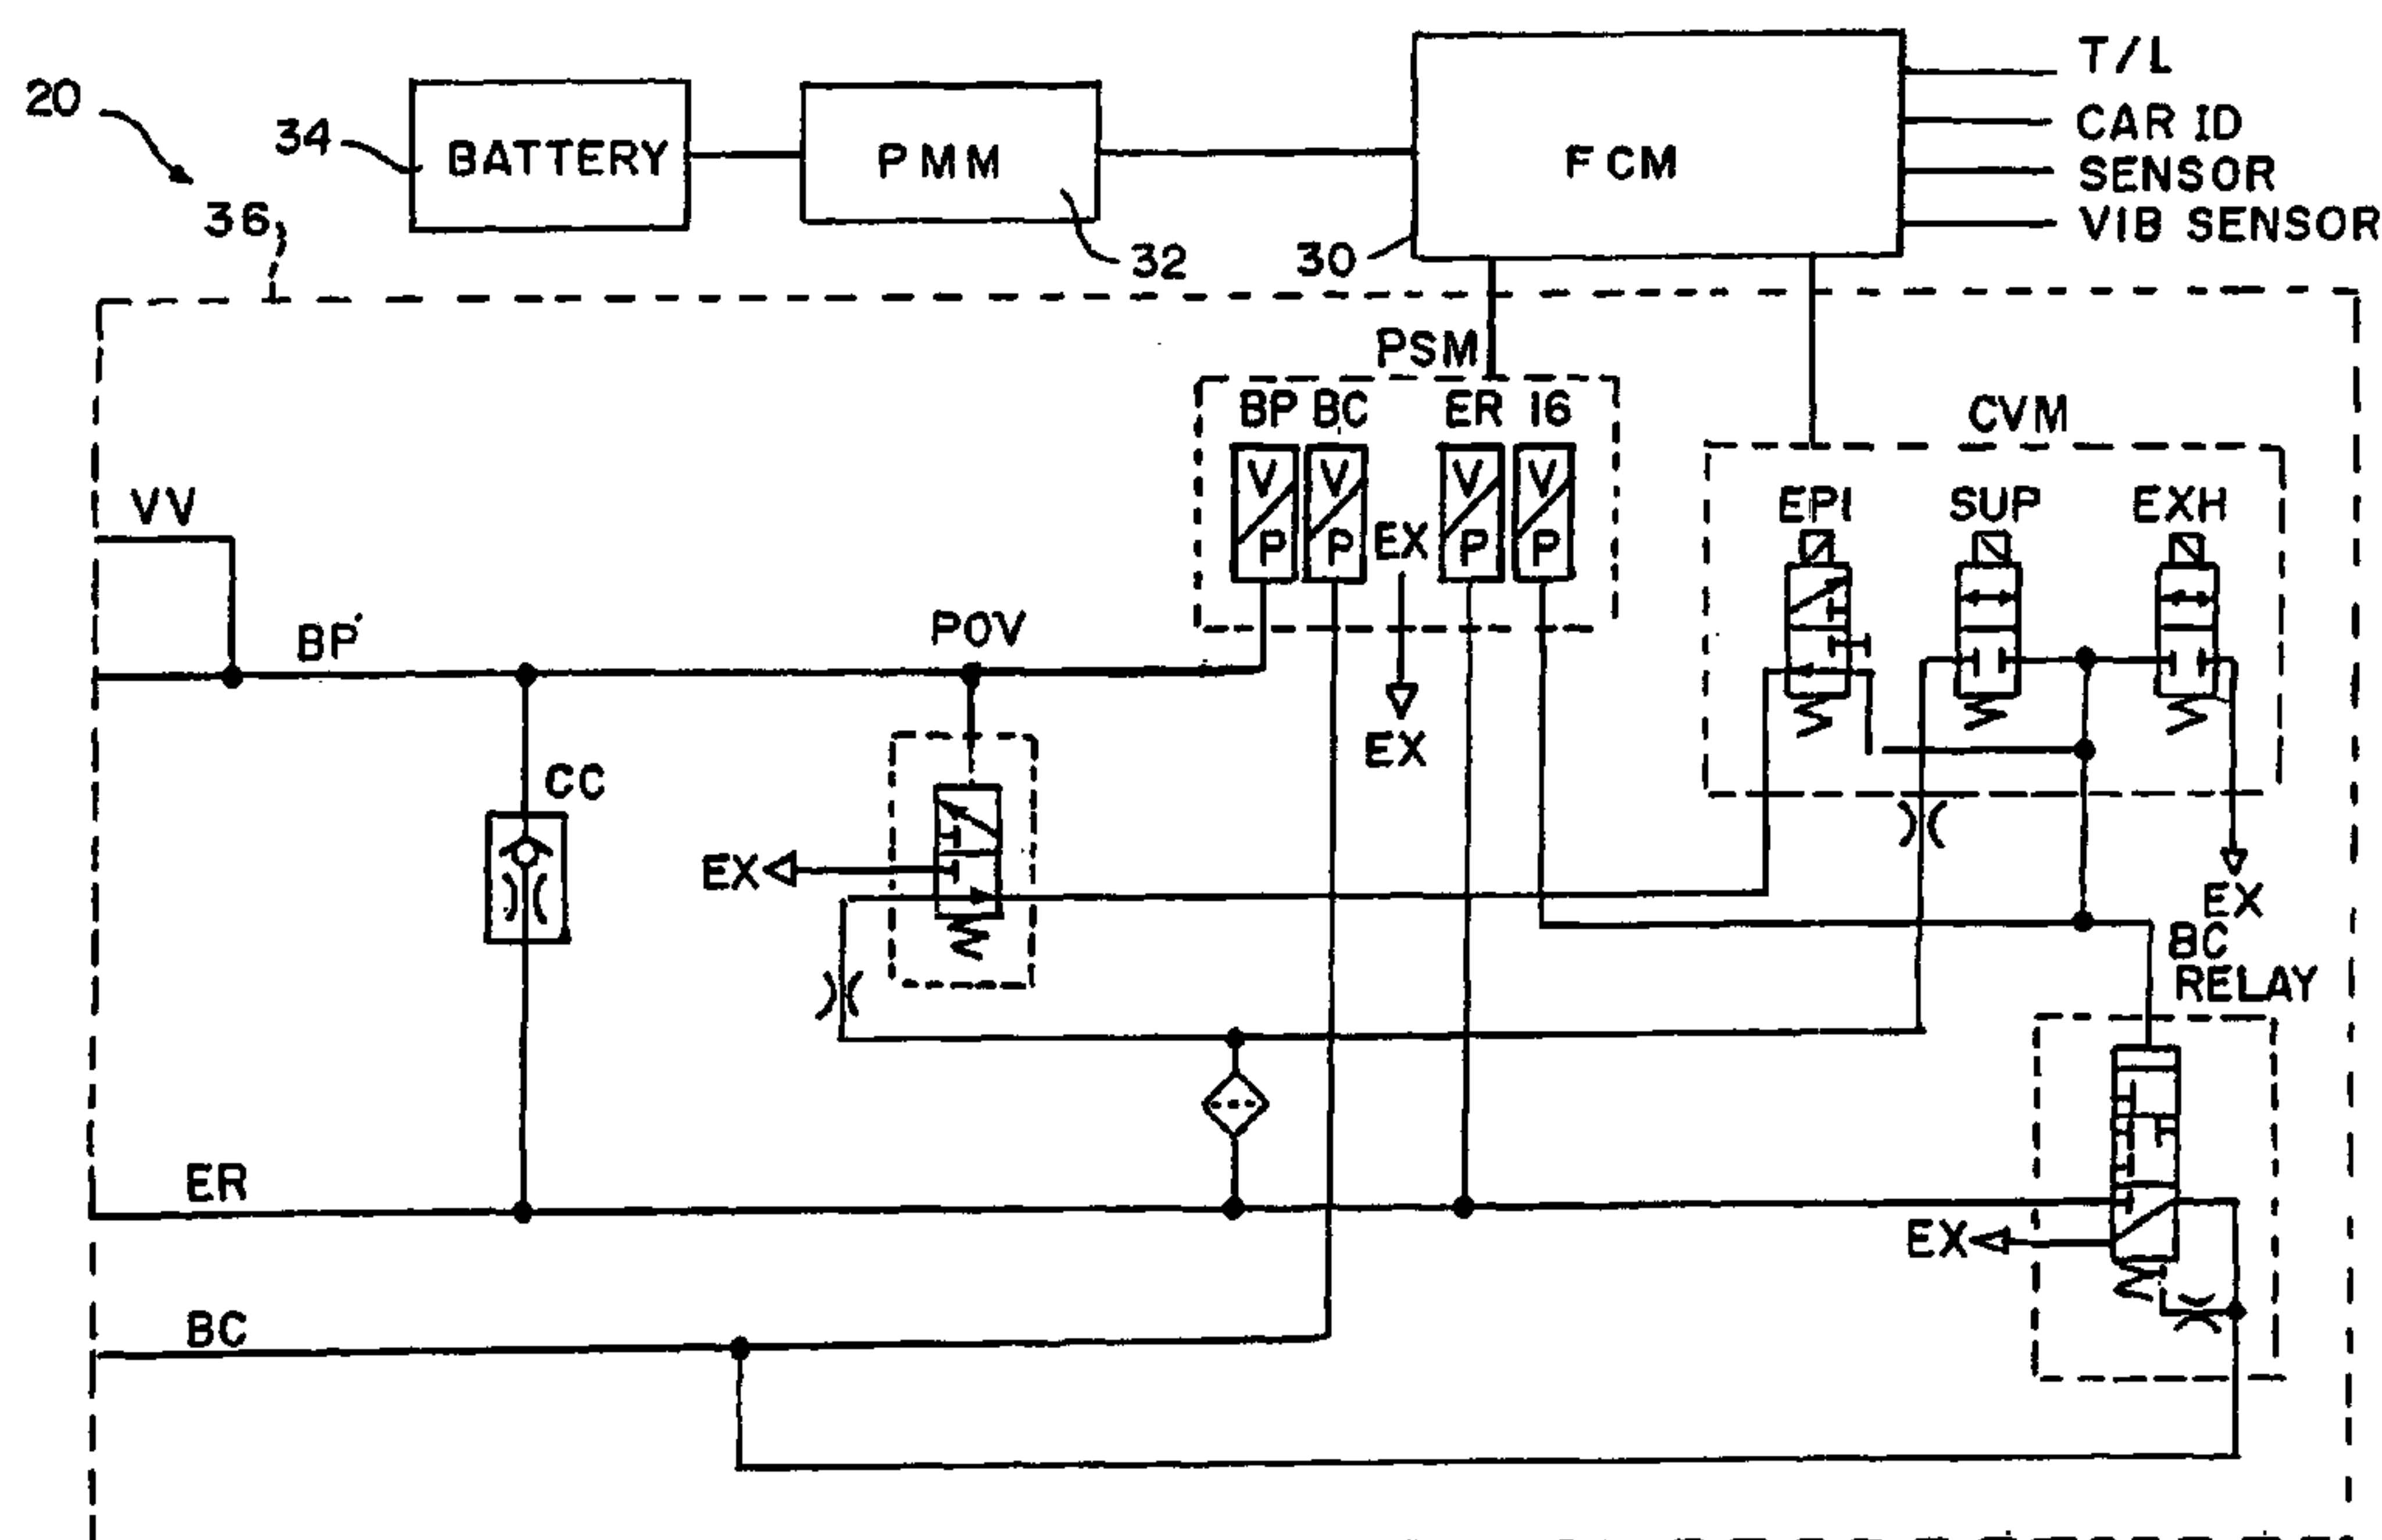 20
34
BATTERY
PMM
32
FCM
30
T/L
CAR ID
SENSOR
VIB SENSOR
36
PSM
BP BC ER 16
V P
V P
V P
V P
EX
EX
CVM
EPI SUP EXH
VV
BP
POV
CC
EX
EX
BC
RELAY
ER
EX
BC